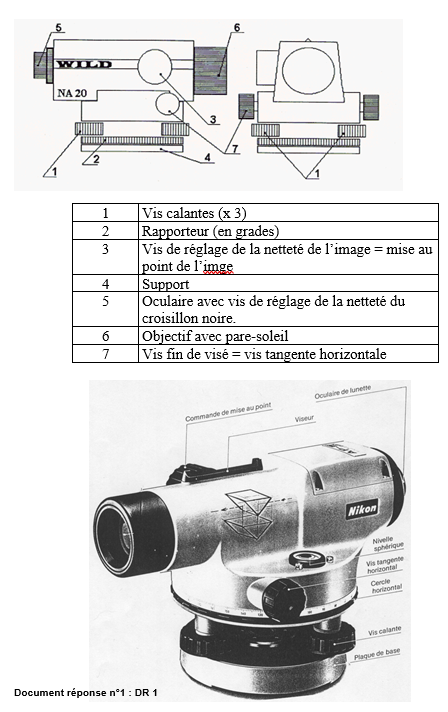 5
6
WILD
NA 20
3
7
1
2
4
1
1 Vis calantes (x 3)
2 Rapporteur (en grades)
3 Vis de réglage de la netteté de l’image = mise au
point de l’imge
4 Support
5 Oculaire avec vis de réglage de la netteté du
croisillon noire.
6 Objectif avec pare-soleil
7 Vis fin de visé = vis tangente horizontale
Oculaire de lunette
Commande de mise au point
Viseur
Nikon
Nivelle
sphérique
Vis tangente
horizontal
Cercle
horizontal
Vis calante
Plaque de base
Document réponse n°1 : DR 1